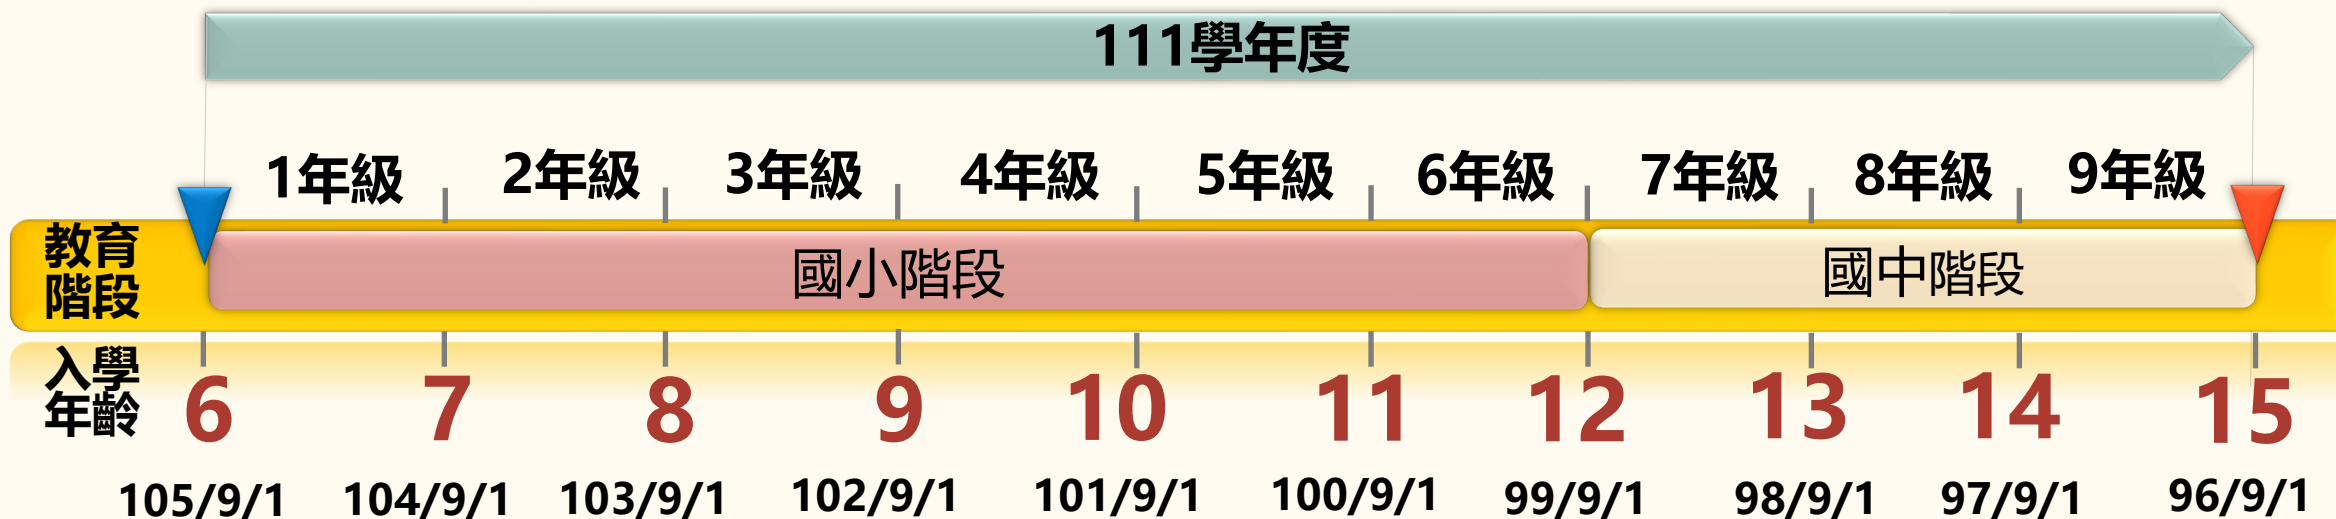 111學年度
1年級 2年級 3年級 4年級 5年級 6年級 7年級 8年級 9年級
教育
階段
國小階段 國中階段
入學
年齡
6 7 8 9 10 11 12 13 14 15
105/9/1 104/9/1 103/9/1 102/9/1 101/9/1 100/9/1 99/9/1 98/9/1 97/9/1 96/9/1